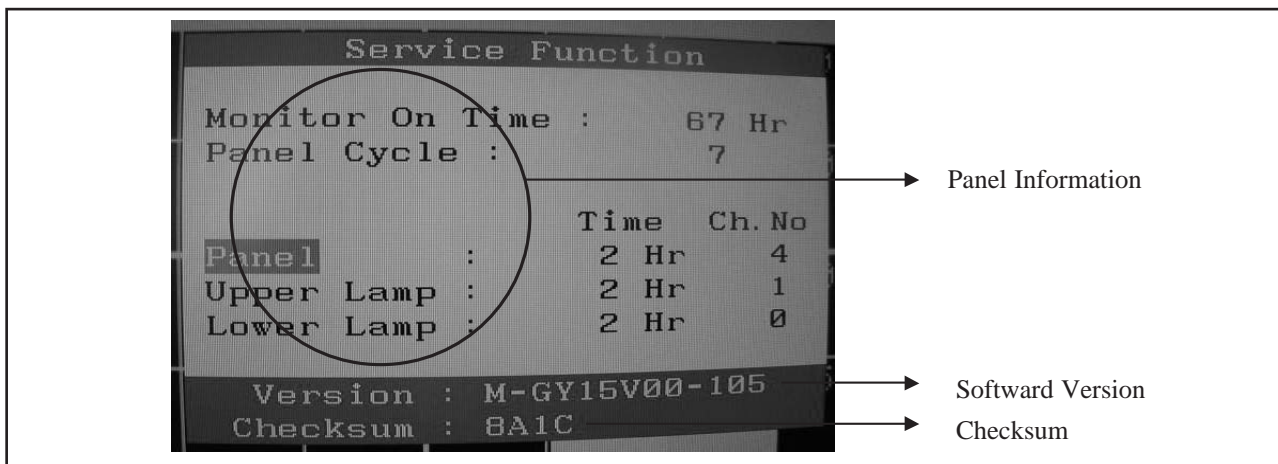 Service Function
Monitor On Time : 67 Hr
Panel Cycle : 7
Panel Information
Time Ch. No
Panel : 2 Hr 4
Upper Lamp : 2 Hr 1
Lower Lamp : 2 Hr 0
Version : M-GY15V00-105
Softward Version
Checksum : 8A1C
Checksum